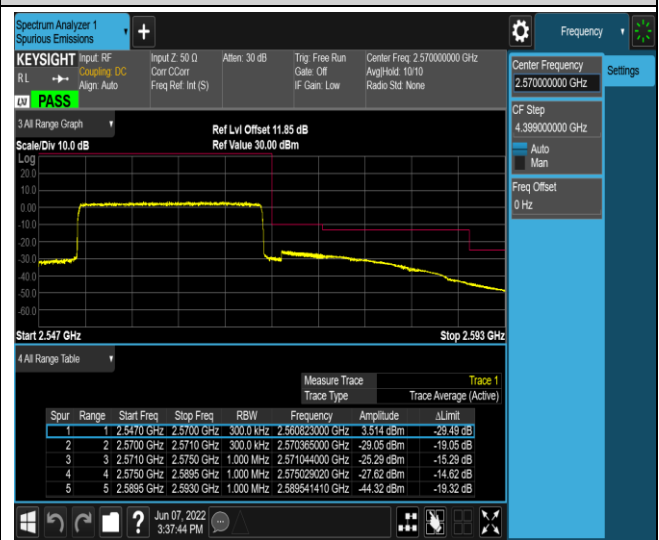 Spectrum Analyzer 1
Spurious Emissions
Frequency
KEYSIGHT
RL
Input: RF
Coupling: DC
Align: Auto
Input Z: 50 Ω
Corr CCorr
Freq Ref: Int (S)
Atten: 30 dB
Trig: Free Run
Gate: Off
IF Gain: Low
Center Freq: 2.570000000 GHz
Avg|Hold: 10/10
Radio Std: None
LXI PASS
Center Frequency
2.570000000 GHz
Settings
CF Step
4.399000000 GHz
Auto
Man
Freq Offset
0 Hz
3 All Range Graph
Scale/Div 10.0 dB
Ref Lvl Offset 11.85 dB
Ref Value 30.00 dBm
Log
20.0
10.0
0.00
-10.0
-20.0
-30.0
-40.0
-50.0
-60.0
Start 2.547 GHz
Stop 2.593 GHz
4 All Range Table
Measure Trace Trace 1
Trace Type Trace Average (Active)
Spur Range Start Freq Stop Freq RBW Frequency Amplitude ΔLimit
1 1 2.5470 GHz 2.5700 GHz 300.0 kHz 2.560823000 GHz 3.514 dBm -29.49 dB
2 2 2.5700 GHz 2.5710 GHz 300.0 kHz 2.570365000 GHz -29.05 dBm -19.05 dB
3 3 2.5710 GHz 2.5750 GHz 1.000 MHz 2.571044000 GHz -25.29 dBm -15.29 dB
4 4 2.5750 GHz 2.5895 GHz 1.000 MHz 2.575029020 GHz -27.62 dBm -14.62 dB
5 5 2.5895 GHz 2.5930 GHz 1.000 MHz 2.589541410 GHz -44.32 dBm -19.32 dB
?
Jun 07, 2022
3:37:44 PM